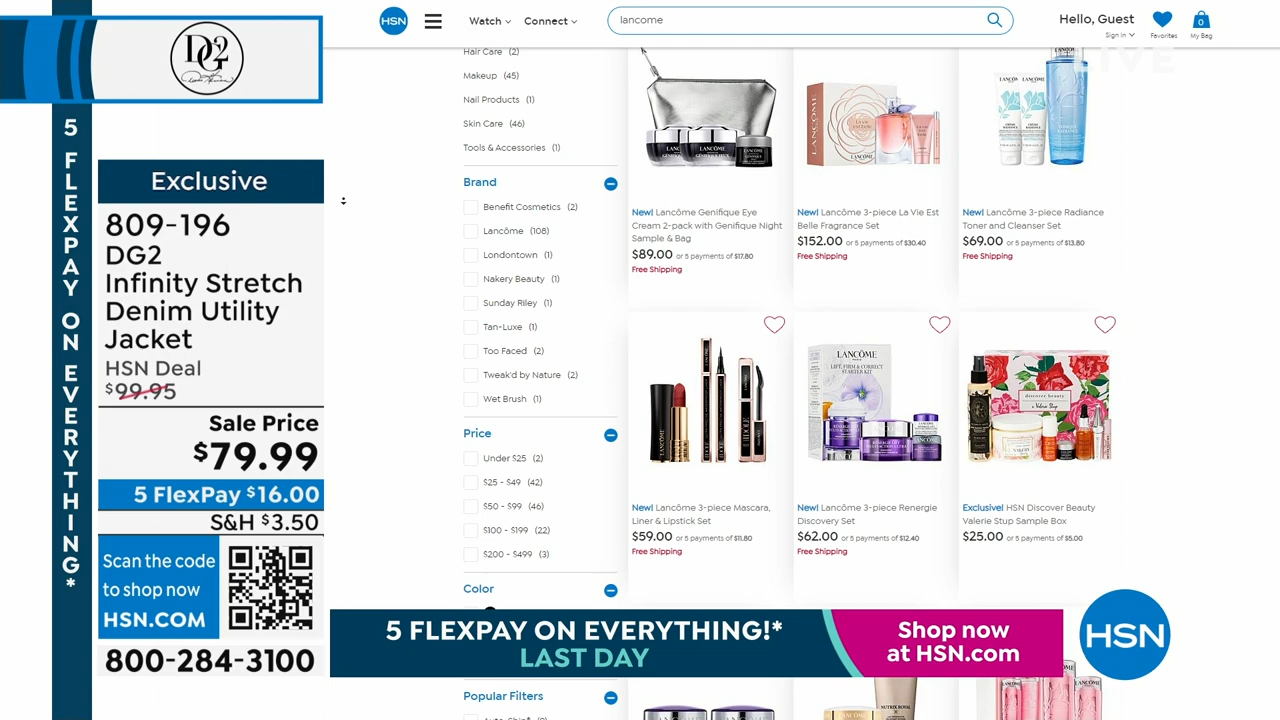 DG2
5 FLEXPAY ON EVERYTHING*
Exclusive
809-196
DG2
Infinity Stretch
Denim Utility
Jacket
HSN Deal
$99.95
Sale Price
$79.99
5 FlexPay $16.00
S&H $3.50
Scan the code
to shop now
HSN.COM
800-284-3100
HSN
Watch
Connect
lancome
Hello, Guest
Sign In
Favorites
0
My Bag
LIVE
Hair Care (2)
Makeup (45)
Nail Products (1)
Skin Care (46)
Tools & Accessories (1)
Brand
Benefit Cosmetics (2)
Lancôme (108)
Londontown (1)
Nakery Beauty (1)
Sunday Riley (1)
Tan-Luxe (1)
Too Faced (2)
Tweak'd by Nature (2)
Wet Brush (1)
Price
Under $25 (2)
$25 - $49 (42)
$50 - $99 (46)
$100 - $199 (22)
$200 - $499 (3)
Color
Popular Filters
New! Lancôme Genifique Eye
Cream 2-pack with Genifique Night
Sample & Bag
$89.00 or 5 payments of $17.80
Free Shipping
New! Lancôme 3-piece La Vie Est
Belle Fragrance Set
$152.00 or 5 payments of $30.40
Free Shipping
New! Lancôme 3-piece Radiance
Toner and Cleanser Set
$69.00 or 5 payments of $13.80
Free Shipping
LANCÔME
LIFT, FIRM & CORRECT
STARTER KIT
discover beauty
New! Lancôme 3-piece Mascara,
Liner & Lipstick Set
$59.00 or 5 payments of $11.80
Free Shipping
New! Lancôme 3-piece Renergie
Discovery Set
$62.00 or 5 payments of $12.40
Free Shipping
Exclusive! HSN Discover Beauty
Valerie Stup Sample Box
$25.00 or 5 payments of $5.00
5 FLEXPAY ON EVERYTHING!*
LAST DAY
Shop now
at HSN.com
HSN